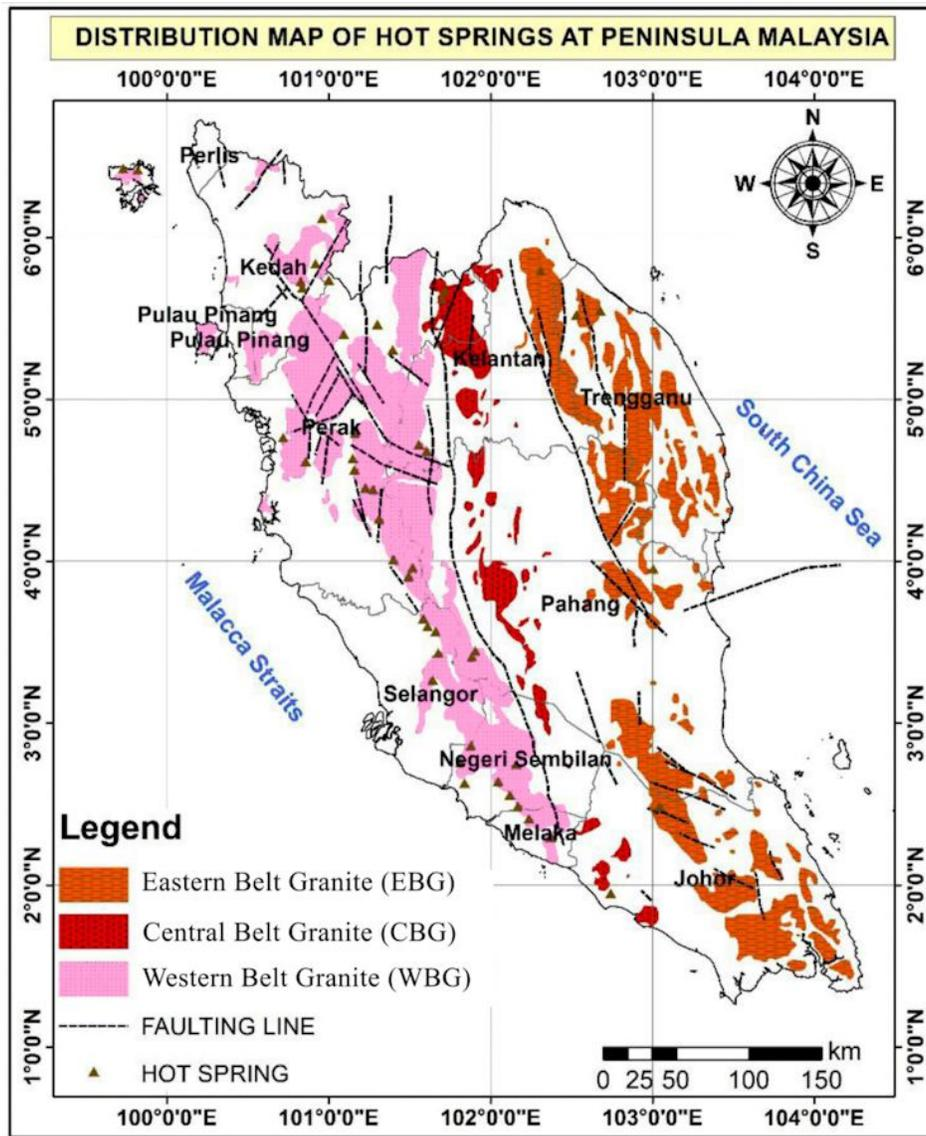 DISTRIBUTION MAP OF HOT SPRINGS AT PENINSULA MALAYSIA
100°0'0"E 101°0'0"E 102°0'0"E 103°0'0"E 104°0'0"E
N
W E
S
6°0'0"N 5°0'0"N 4°0'0"N 3°0'0"N 2°0'0"N 1°0'0"N
Perlis
Kedah
Pulau Pinang
Pulau Pinang
Kelantan
Trengganu
Perak
South China Sea
Malacca Straits
Pahang
Selangor
Negeri Sembilan
Melaka
Johor
Legend
Eastern Belt Granite (EBG)
Central Belt Granite (CBG)
Western Belt Granite (WBG)
FAULTING LINE
HOT SPRING
km
0 25 50 100 150
6°0'0"N 5°0'0"N 4°0'0"N 3°0'0"N 2°0'0"N 1°0'0"N
100°0'0"E 101°0'0"E 102°0'0"E 103°0'0"E 104°0'0"E